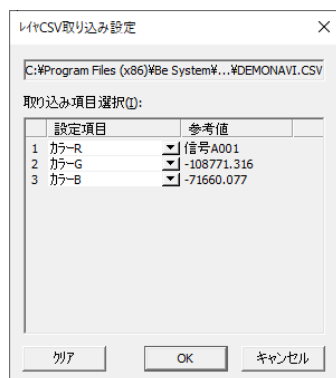 ﾚｲﾔCSV取り込み設定
C:¥Program Files (x86)¥Be System¥...¥DEMONAVI.CSV
取り込み項目選択(I):
設定項目 参考値
1 ｶﾗｰR 信号A001
2 ｶﾗｰG -108771.316
3 ｶﾗｰB -71660.077
ｸﾘｱ OK ｷｬﾝｾﾙ